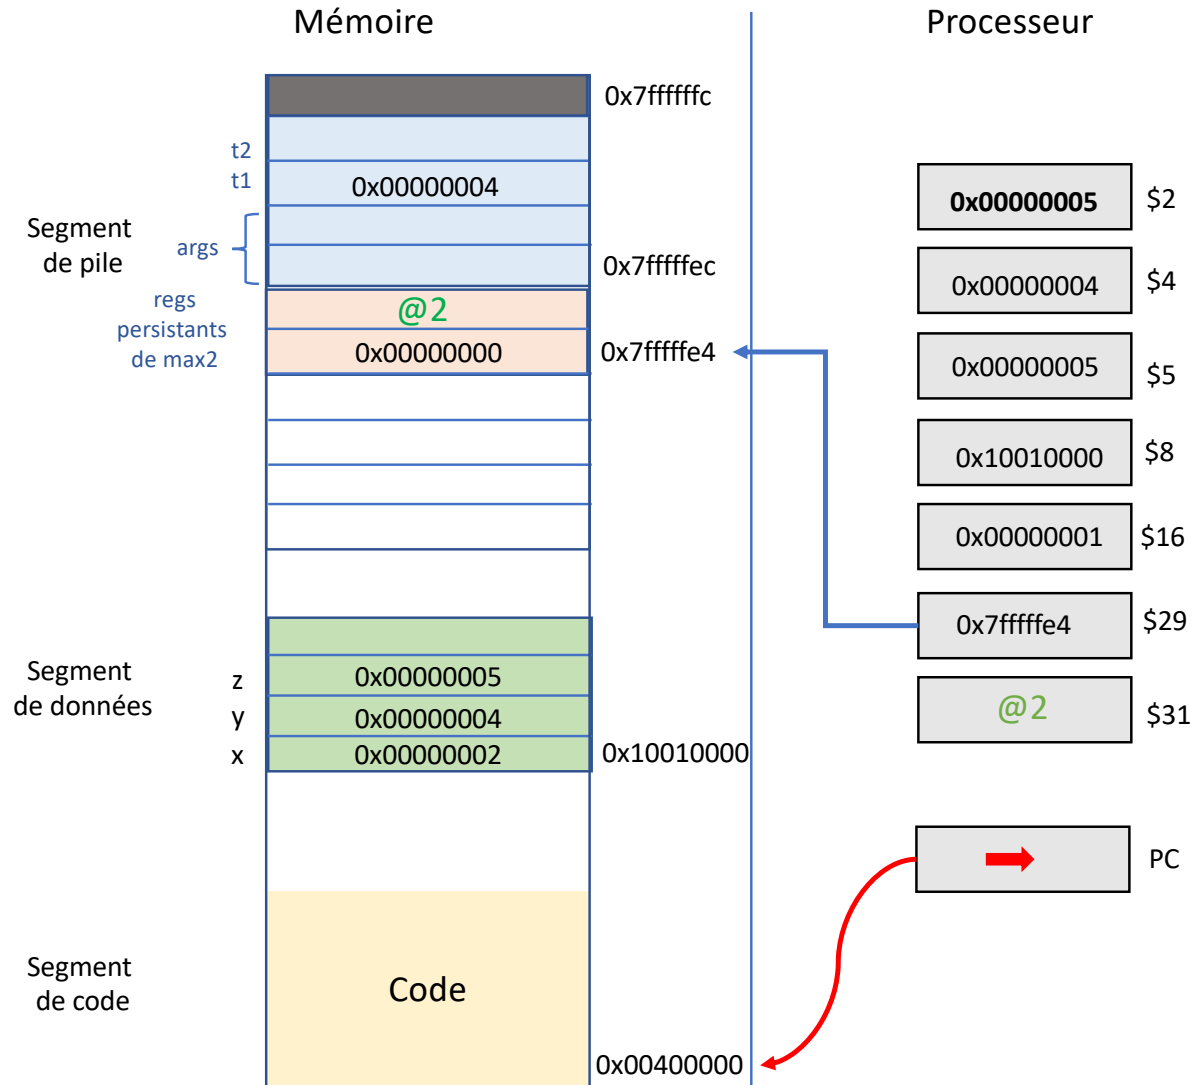 Mémoire
Processeur
0x7ffffffc
t2
t1
0x00000004
Segment
de pile
args
0x7fffffec
regs
persistants
de max2
@2
0x00000000
0x7fffffe4
0x00000005
$2
0x00000004
$4
0x00000005
$5
0x10010000
$8
0x00000001
$16
0x7fffffe4
$29
@2
$31
Segment
de données
z
0x00000005
y
0x00000004
x
0x00000002
0x10010000
PC
Segment
de code
Code
0x00400000